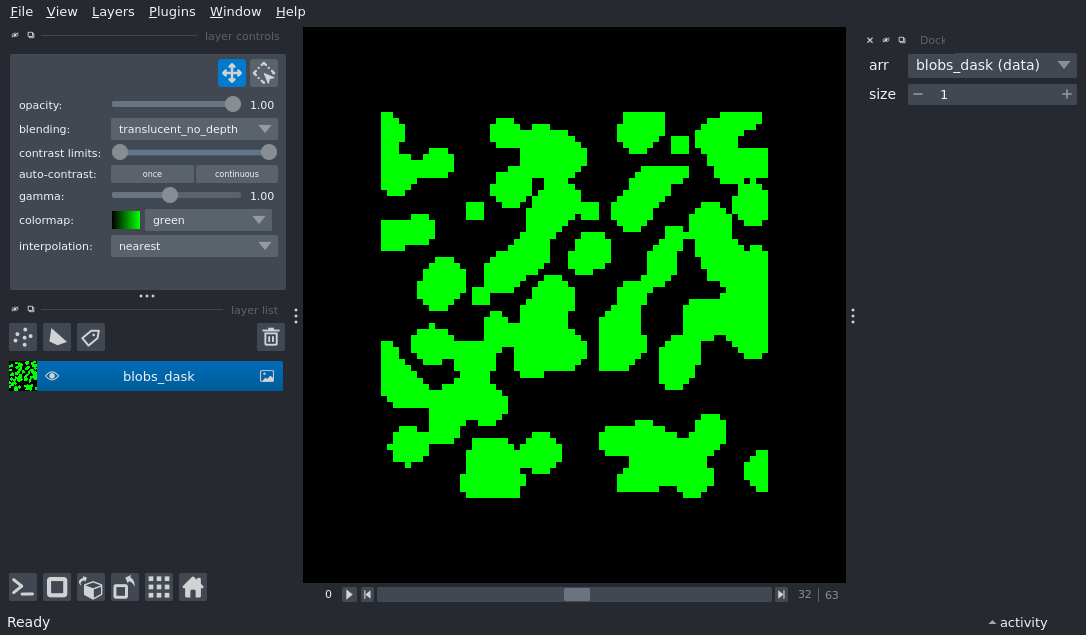 File View Layers Plugins Window Help
layer controls
opacity: 1.00
blending: translucent_no_depth
contrast limits:
auto-contrast: once continuous
gamma: 1.00
colormap: green
interpolation: nearest
layer list
blobs_dask
0 32 63
Dock
arr blobs_dask (data)
size 1
Ready
activity